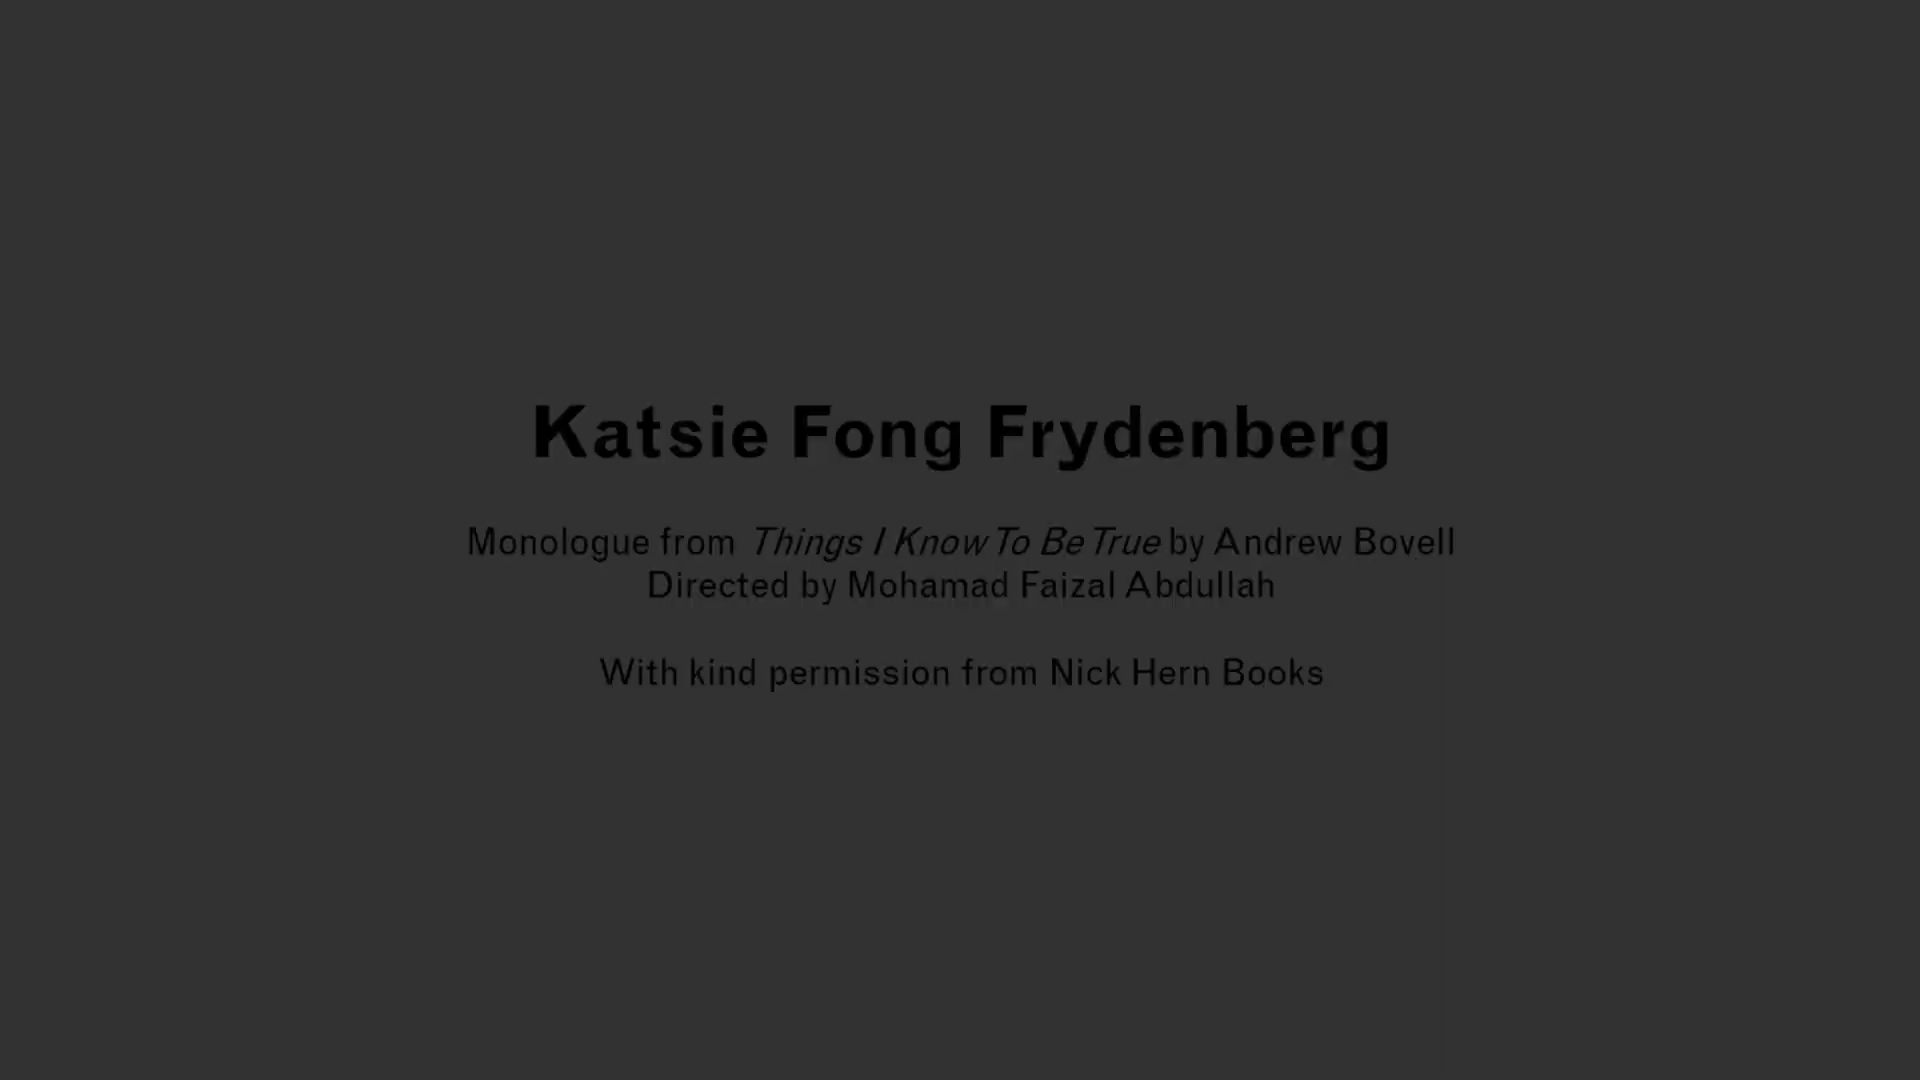 Katsie Fong Frydenberg
Monologue from Things I Know To Be True by Andrew Bovell
Directed by Mohamad Faizal Abdullah
With kind permission from Nick Hern Books